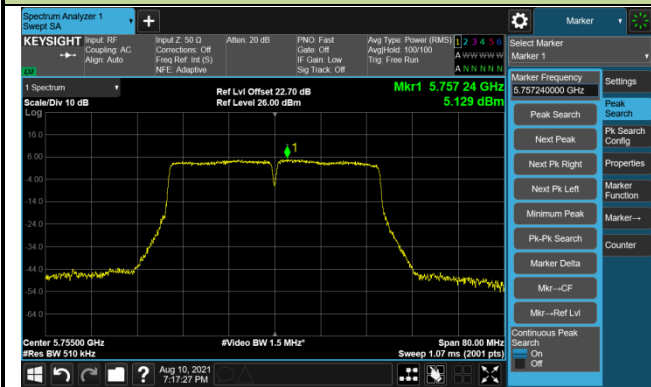 Spectrum Analyzer 1
Swept SA
Marker
KEYSIGHT
Input: RF
Coupling: AC
Align: Auto
Input Z: 50 Ω
Corrections: Off
Freq Ref: Int (S)
NFE: Adaptive
Atten: 20 dB
PNO: Fast
Gate: Off
IF Gain: Low
Sig Track: Off
Avg Type: Power (RMS)
Avg|Hold: 100/100
Trig: Free Run
1 2 3 4 5 6
A W W W W W
A N N N N N
Select Marker
Marker 1
1 Spectrum
Scale/Div 10 dB
Log
Ref Lvl Offset 22.70 dB
Ref Level 26.00 dBm
Mkr1 5.757 24 GHz
5.129 dBm
16.0
6.00
-4.00
-14.0
-24.0
-34.0
-44.0
-54.0
-64.0
1
Center 5.75500 GHz
#Res BW 510 kHz
#Video BW 1.5 MHz*
Span 80.00 MHz
Sweep 1.07 ms (2001 pts)
Marker Frequency
5.757240000 GHz
Peak Search
Next Peak
Next Pk Right
Next Pk Left
Minimum Peak
Pk-Pk Search
Marker Delta
Mkr→CF
Mkr→Ref Lvl
Continuous Peak
Search
On
Off
Settings
Peak
Search
Pk Search
Config
Properties
Marker
Function
Marker→
Counter
?
Aug 10, 2021
7:17:27 PM